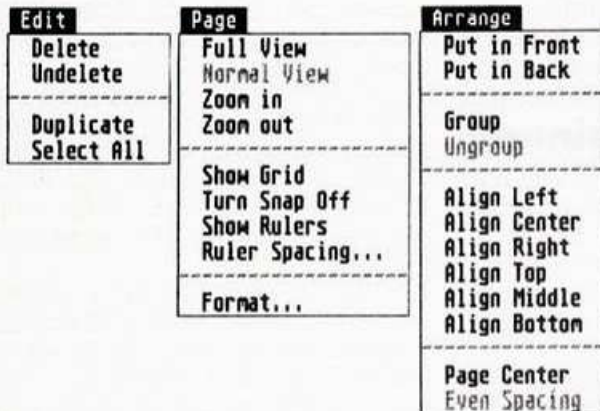 Edit
Delete
Undelete
Duplicate
Select All
Page
Full View
Normal View
Zoom in
Zoom out
Show Grid
Turn Snap Off
Show Rulers
Ruler Spacing...
Format...
Arrange
Put in Front
Put in Back
Group
Ungroup
Align Left
Align Center
Align Right
Align Top
Align Middle
Align Bottom
Page Center
Even Spacing